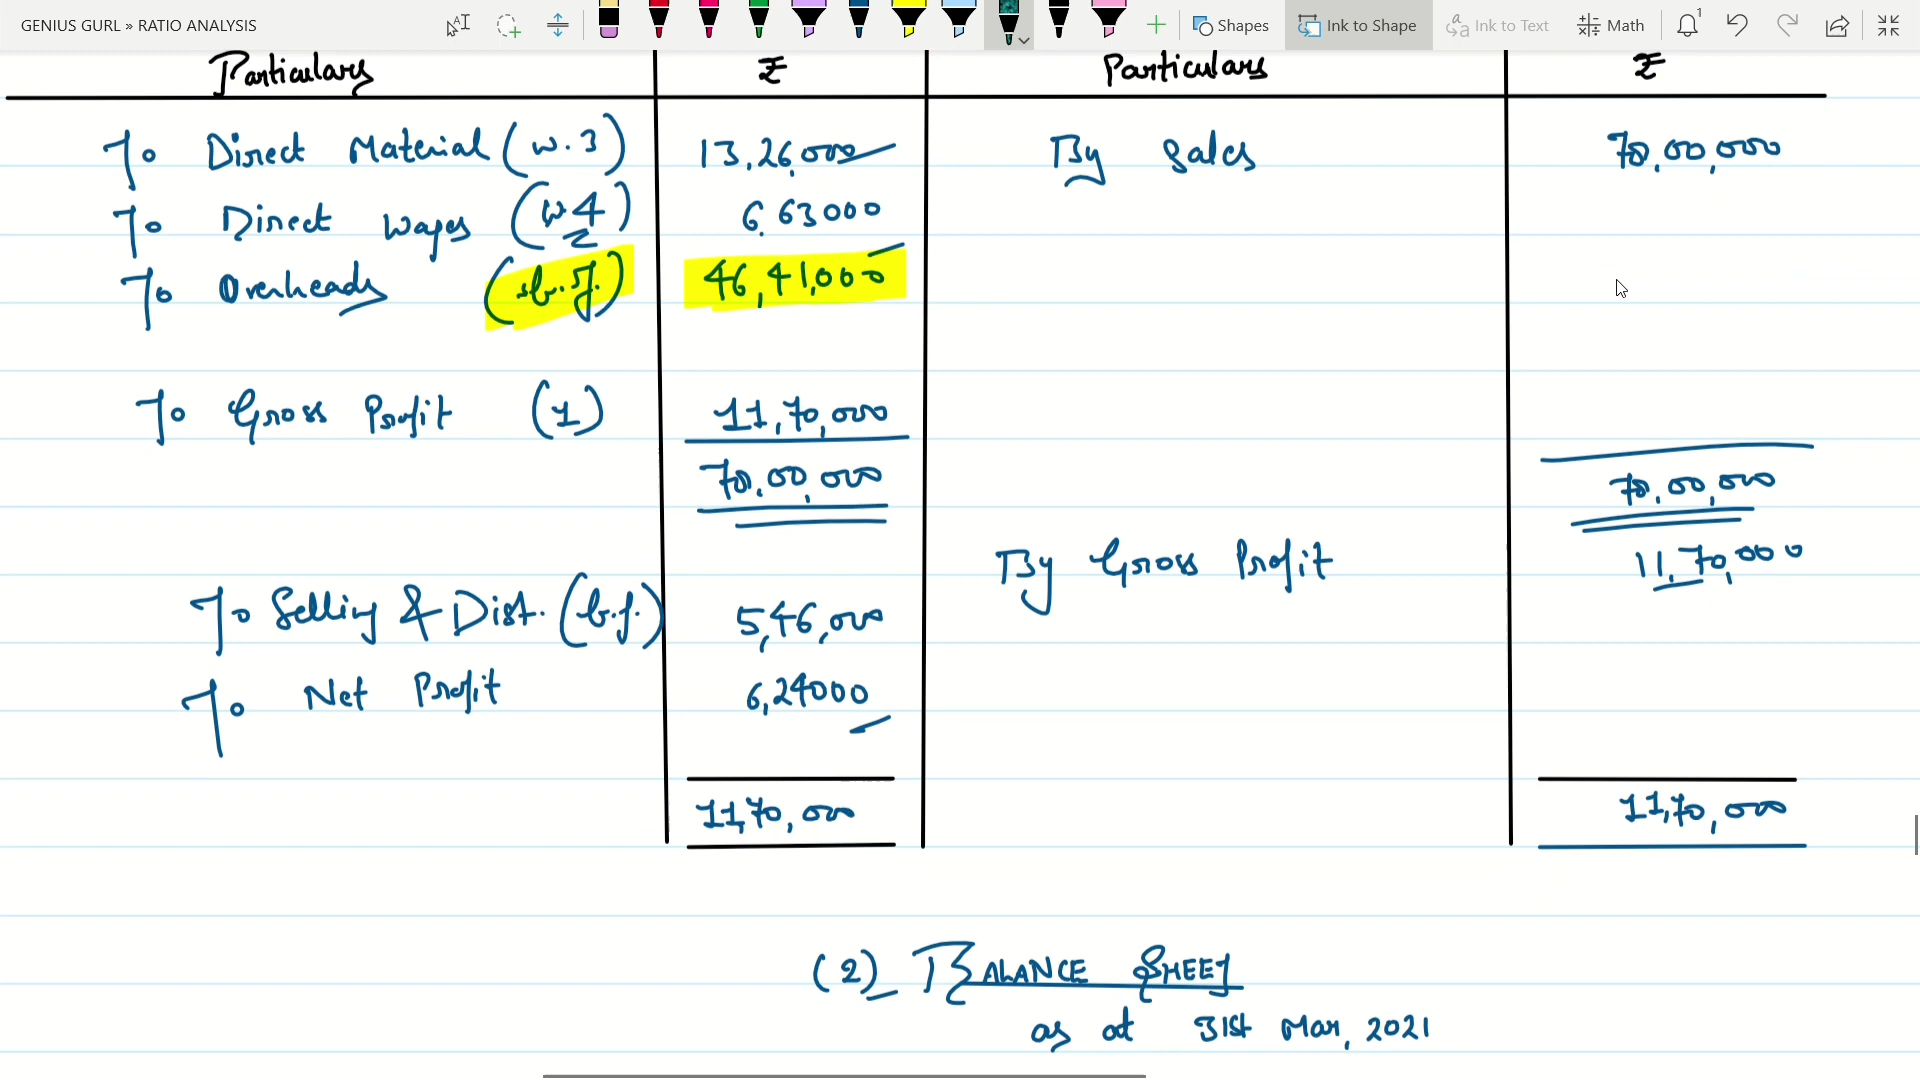 GENIUS GURL » RATIO ANALYSIS Shapes Ink to Shape Ink to Text Math 1
Particulars ₹ Particulars ₹
To Direct Material (w.3) 13,26,000 By Sales 70,00,000
To Direct Wages (w4) 6,63000
To Overheads (b.f.) 46,41,000
To Gross Profit (1) 11,70,000
70,00,000 70,00,000
By Gross Profit 11,70,000
To Selling & Dist. (b.f.) 5,46,000
To Net Profit 6,24000
11,70,000 11,70,000
(2) BALANCE SHEET
as at 31st Mar, 2021